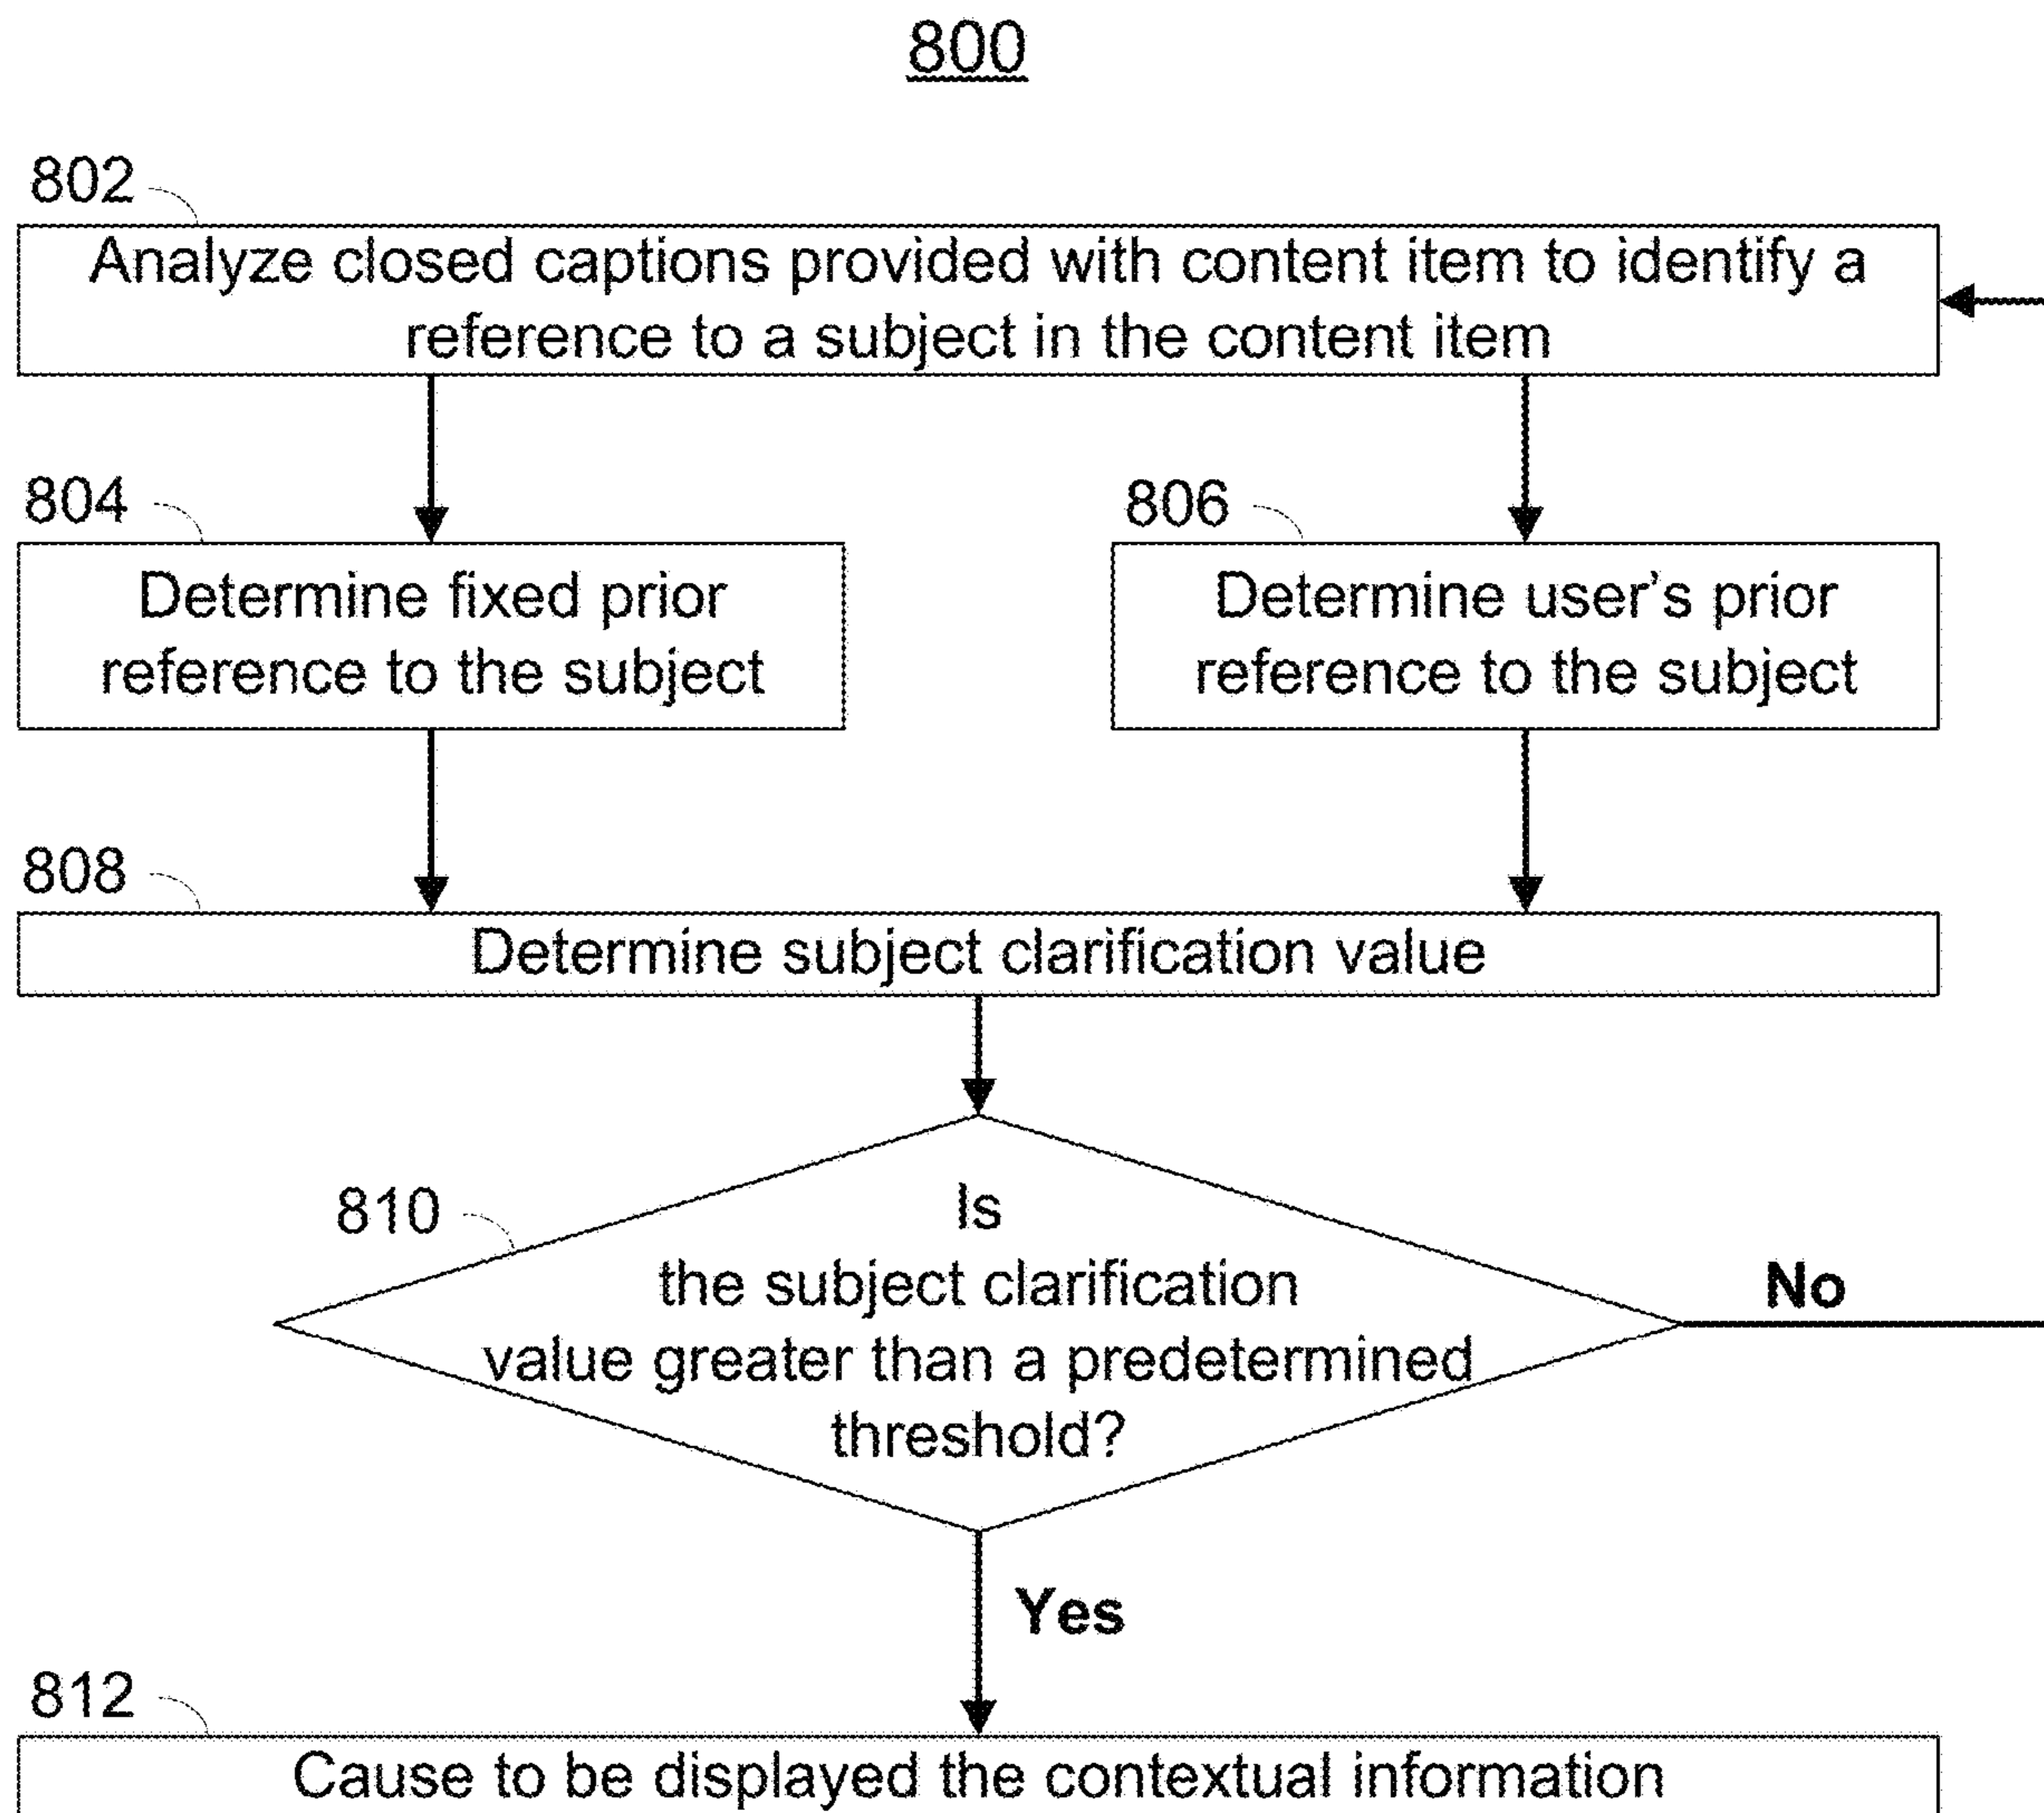 800
802
Analyze closed captions provided with content item to identify a
reference to a subject in the content item
804
Determine fixed prior
reference to the subject
806
Determine user's prior
reference to the subject
808
Determine subject clarification value
810
Is
the subject clarification
value greater than a predetermined
threshold?
No
Yes
812
Cause to be displayed the contextual information